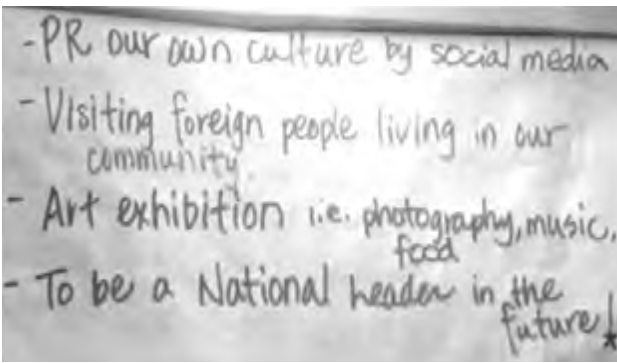 - PR our own culture by social media
- Visiting foreign people living in our
community.
- Art exhibition i.e. photography, music,
food
- To be a National leader in the
future!
*